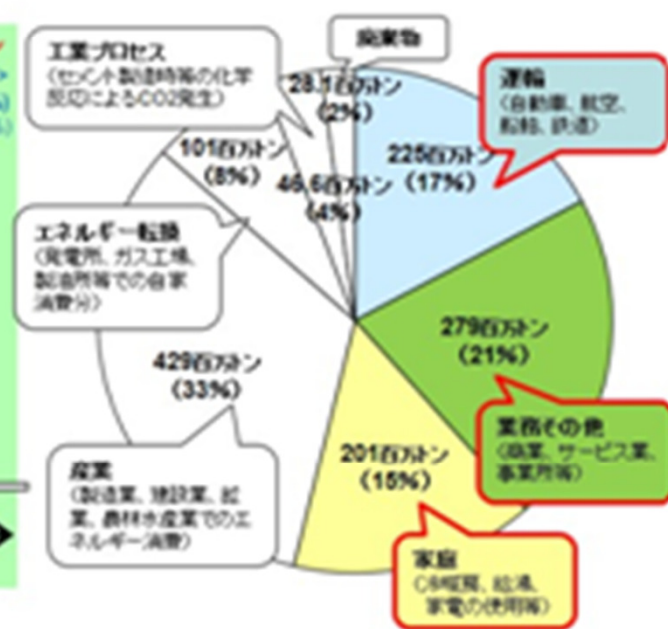 廃棄物
工業プロセス
(セメント製造時等の化学
反応によるCO2発生)
28.1百万トン
(2%)
運輸
(自動車、航空、
船舶、鉄道)
101百万トン
(8%)
46.6百万トン
(4%)
225百万トン
(17%)
エネルギー転換
(発電所、ガス工場、
製油所等での自家
消費分)
279百万トン
(21%)
429百万トン
(33%)
業務その他
(商業、サービス業、
事業所等)
201百万トン
(15%)
産業
(製造業、建設業、鉱
業、農林水産業でのエ
ネルギー消費)
家庭
(冷暖房、給湯、
家電の使用等)